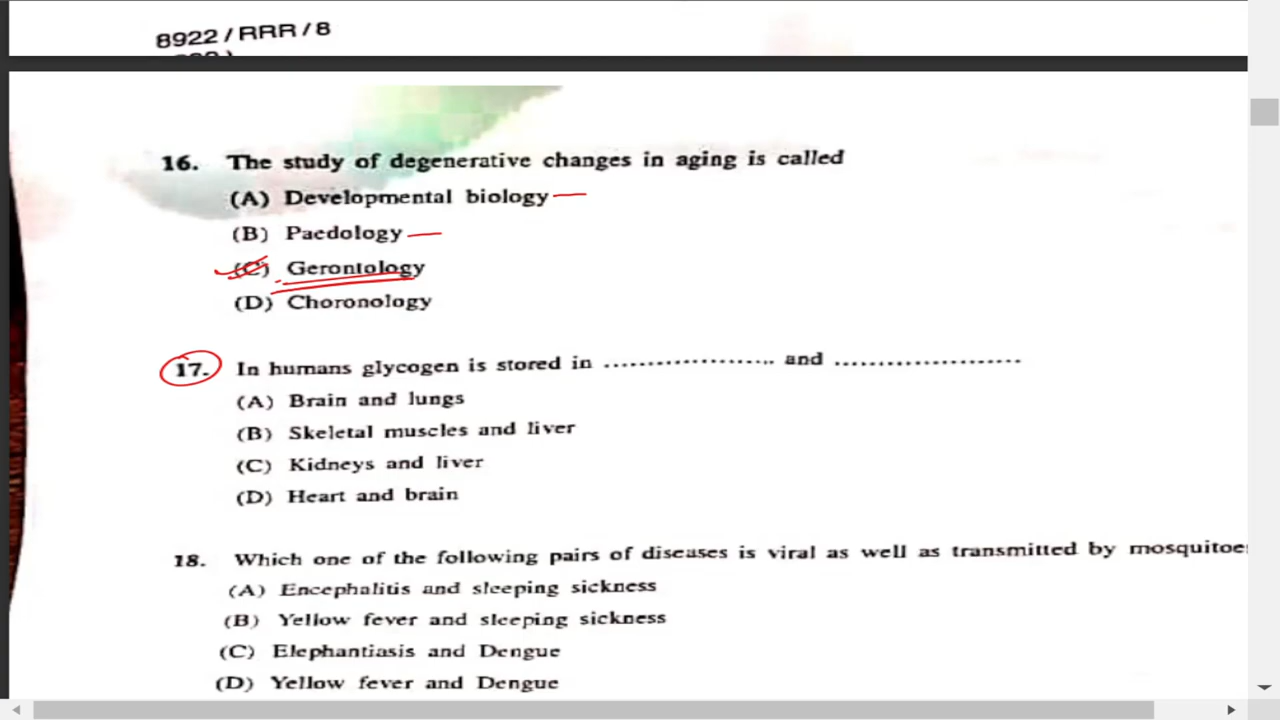 8922 / RRR / 8
16. The study of degenerative changes in aging is called
(A) Developmental biology
(B) Paedology
(C) Gerontology
(D) Choronology
17. In humans glycogen is stored in ..................... and .......................
(A) Brain and lungs
(B) Skeletal muscles and liver
(C) Kidneys and liver
(D) Heart and brain
18. Which one of the following pairs of diseases is viral as well as transmitted by mosquitoe
(A) Encephalitis and sleeping sickness
(B) Yellow fever and sleeping sickness
(C) Elephantiasis and Dengue
(D) Yellow fever and Dengue